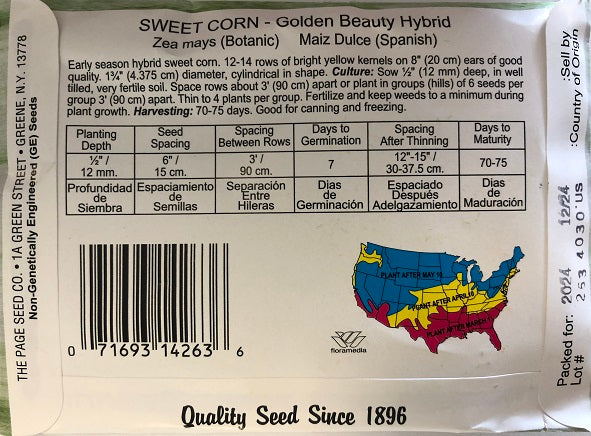 SWEET CORN - Golden Beauty Hybrid
Zea mays (Botanic) Maiz Dulce (Spanish)
Early season hybrid sweet corn. 12-14 rows of bright yellow kernels on 8" (20 cm) ears of good
quality. 1¾" (4.375 cm) diameter, cylindrical in shape. Culture: Sow ½" (12 mm) deep, in well
tilled, very fertile soil. Space rows about 3' (90 cm) apart or plant in groups (hills) of 6 seeds per
group 3' (90 cm) apart. Thin to 4 plants per group. Fertilize and keep weeds to a minimum during
plant growth. Harvesting: 70-75 days. Good for canning and freezing.
Planting Depth
Seed Spacing
Spacing Between Rows
Days to Germination
Spacing After Thinning
Days to Maturity
½" / 12 mm.
6" / 15 cm.
3' / 90 cm.
7
12"-15" / 30-37.5 cm.
70-75
Profundidad de Siembra
Espaciamiento de Semillas
Separación Entre Hileras
Dias de Germinación
Espaciado Después Adelgazamiento
Dias de Maduración
0 71693 14263 6
floramedia
PLANT AFTER MAY 10
PLANT AFTER APRIL 10
PLANT AFTER MARCH 1
Quality Seed Since 1896
THE PAGE SEED CO. • 1A GREEN STREET • GREENE, N.Y. 13778
Non-Genetically Engineered (GE) Seeds
Packed for: 2024 12/24 :Sell by
Lot # 253 4030 US :Country of Origin